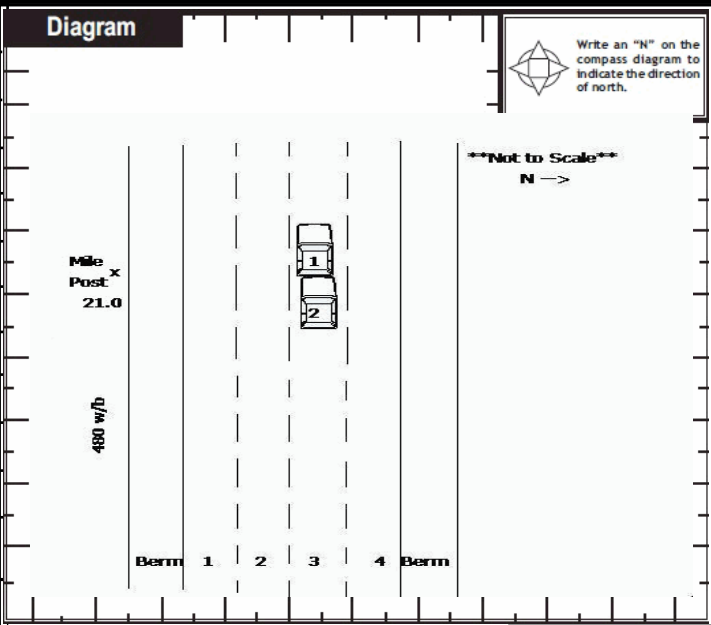 Diagram
Write an “N” on the
compass diagram to
indicate the direction
of north.
**Not to Scale**
N -->
1
Mile x
Post
21.0
2
480 w/b
Berm 1 2 3 4 Berm